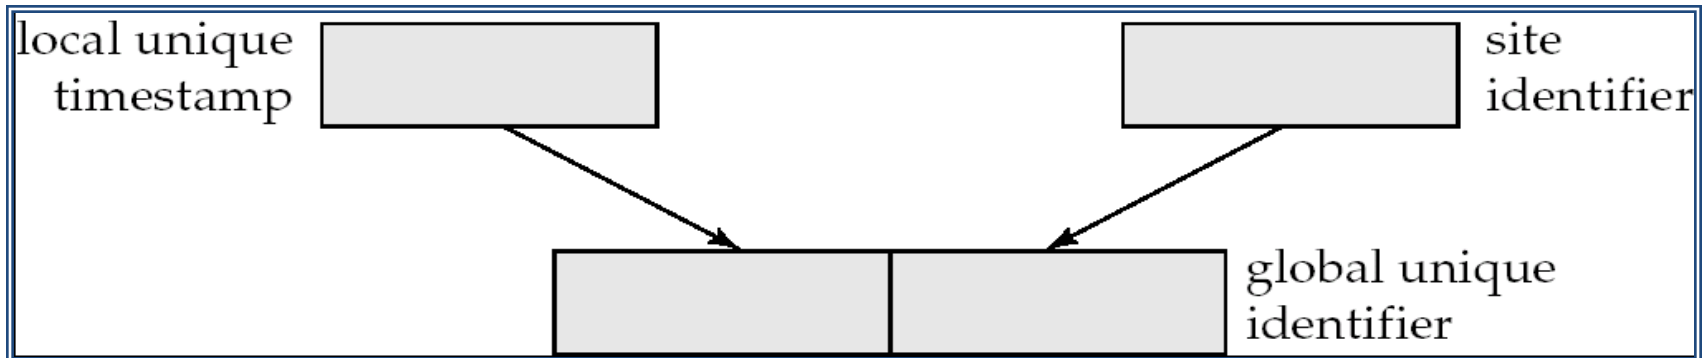 local unique
timestamp
site
identifier
global unique
identifier